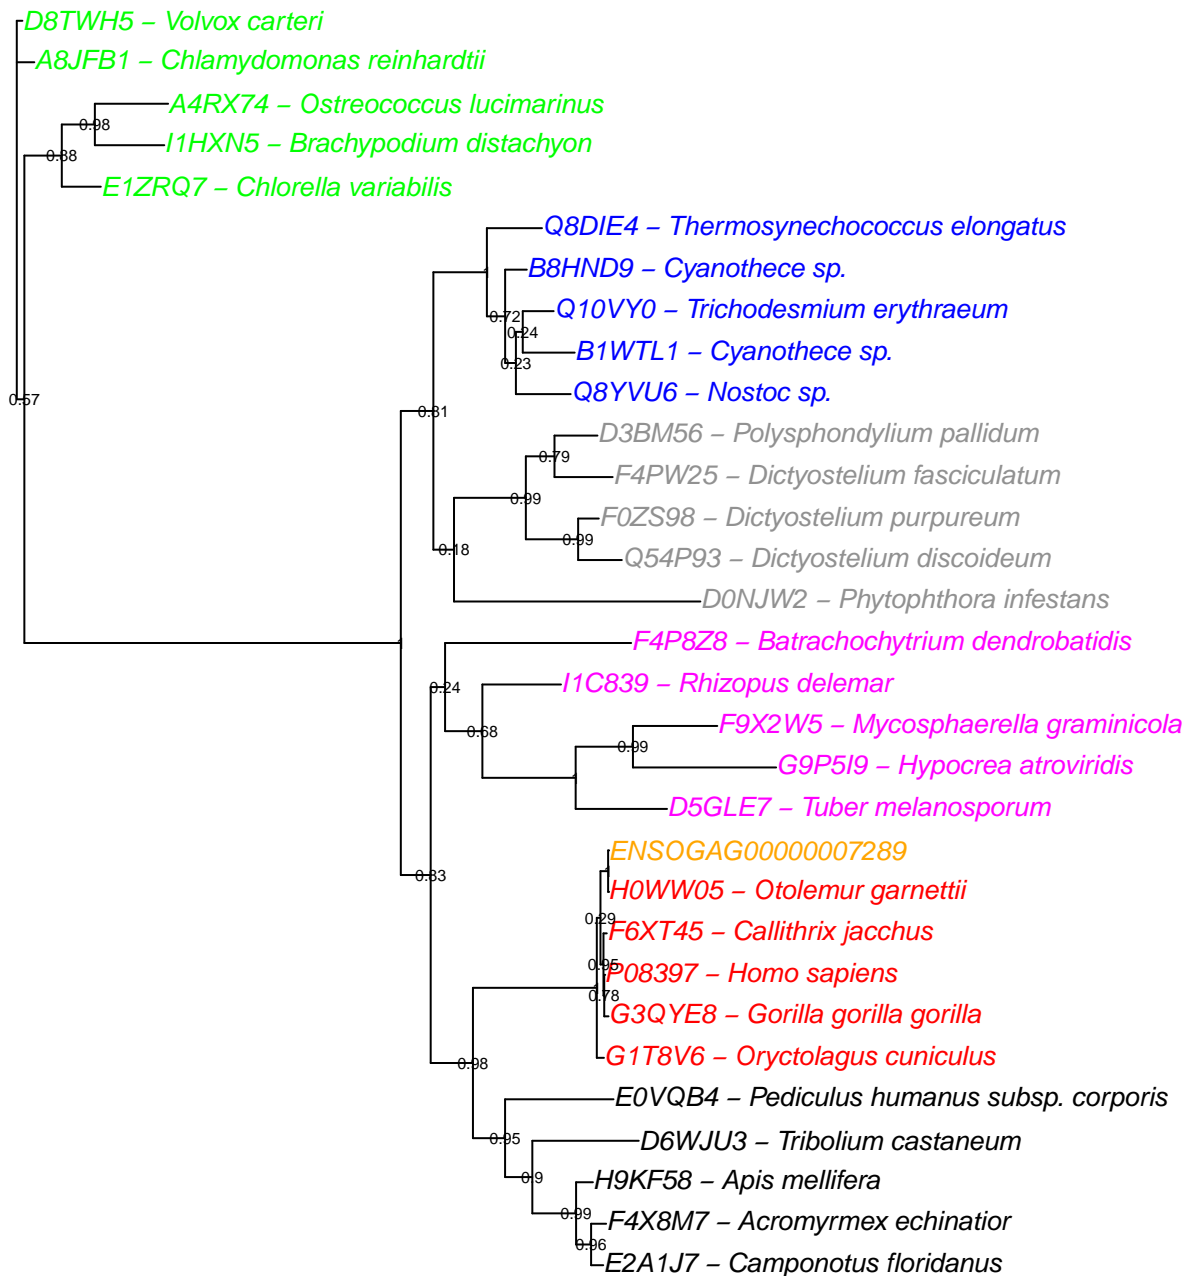 D8TWH5 – Volvox carteri
A8JFB1 – Chlamydomonas reinhardtii
A4RX74 – Ostreococcus lucimarinus
0.98
I1HXN5 – Brachypodium distachyon
0.88
E1ZRQ7 – Chlorella variabilis
Q8DIE4 – Thermosynechococcus elongatus
B8HND9 – Cyanothece sp.
1
Q10VY0 – Trichodesmium erythraeum
0.72
0.24
B1WTL1 – Cyanothece sp.
0.23
Q8YVU6 – Nostoc sp.
0.57
0.81
D3BM56 – Polysphondylium pallidum
0.79
F4PW25 – Dictyostelium fasciculatum
0.99
F0ZS98 – Dictyostelium purpureum
0.99
0.18
Q54P93 – Dictyostelium discoideum
D0NJW2 – Phytophthora infestans
1
F4P8Z8 – Batrachochytrium dendrobatidis
I1C839 – Rhizopus delemar
0.24
F9X2W5 – Mycosphaerella graminicola
0.68
0.99
G9P5I9 – Hypocrea atroviridis
1
D5GLE7 – Tuber melanosporum
ENSOGAG00000007289
1
0.83
H0WW05 – Otolemur garnettii
0.29
F6XT45 – Callithrix jacchus
0.95
P08397 – Homo sapiens
1
0.78
G3QYE8 – Gorilla gorilla gorilla
G1T8V6 – Oryctolagus cuniculus
0.98
E0VQB4 – Pediculus humanus subsp. corporis
0.95
D6WJU3 – Tribolium castaneum
0.9
H9KF58 – Apis mellifera
0.99
F4X8M7 – Acromyrmex echinatior
0.96
E2A1J7 – Camponotus floridanus